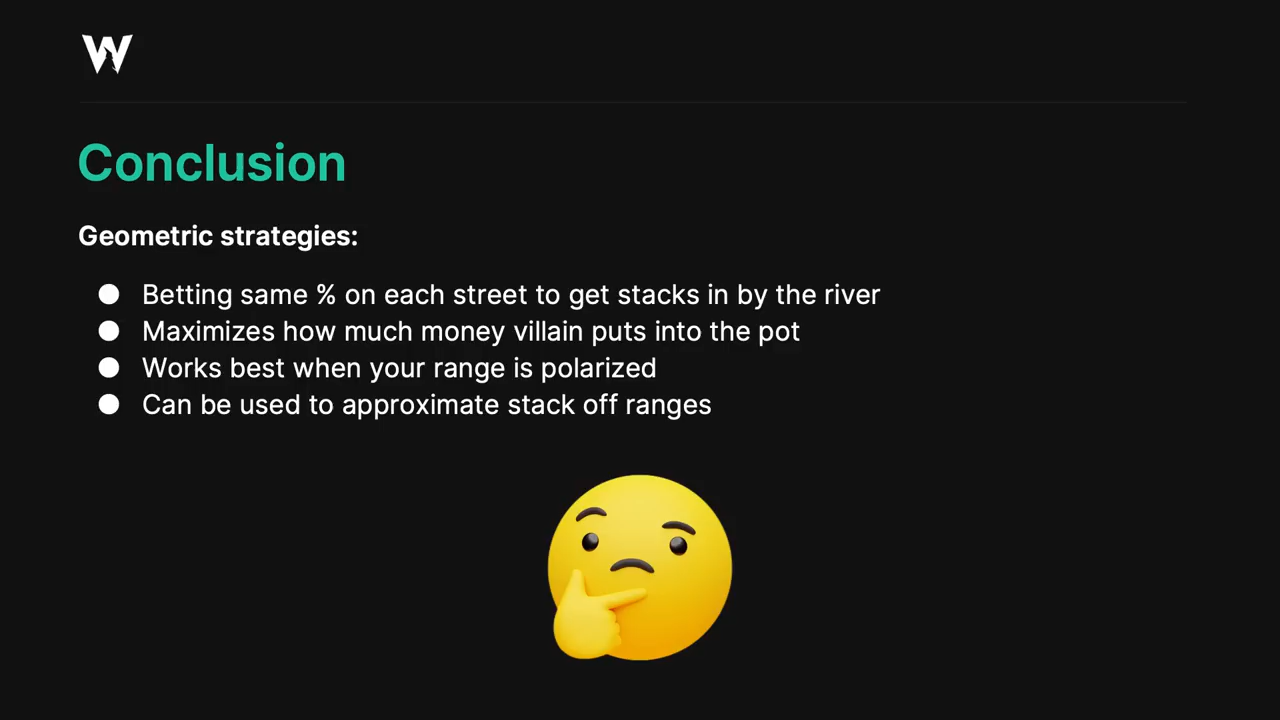 W
Conclusion
Geometric strategies:
● Betting same % on each street to get stacks in by the river
● Maximizes how much money villain puts into the pot
● Works best when your range is polarized
● Can be used to approximate stack off ranges